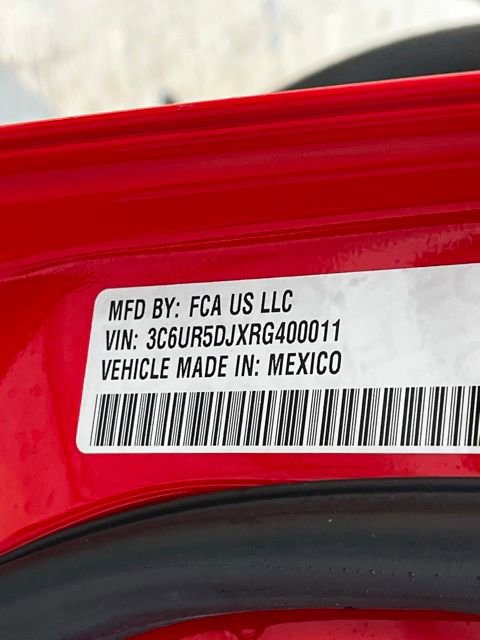 MFD BY: FCA US LLC
VIN: 3C6UR5DJXRG400011
VEHICLE MADE IN: MEXICO